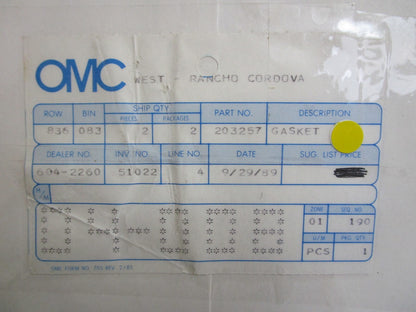 OMC WEST - RANCHO CORDOVA
ROW BIN SHIP QTY PART NO. DESCRIPTION
PIECES PACKAGES
836 083 2 2 203257 GASKET
DEALER NO. INV. NO. LINE NO. DATE SUG. LIST PRICE
694-2260 51022 4 9/29/89
ZONE SEQ. NO.
01 190
U/M PKG. QTY.
PCS 1